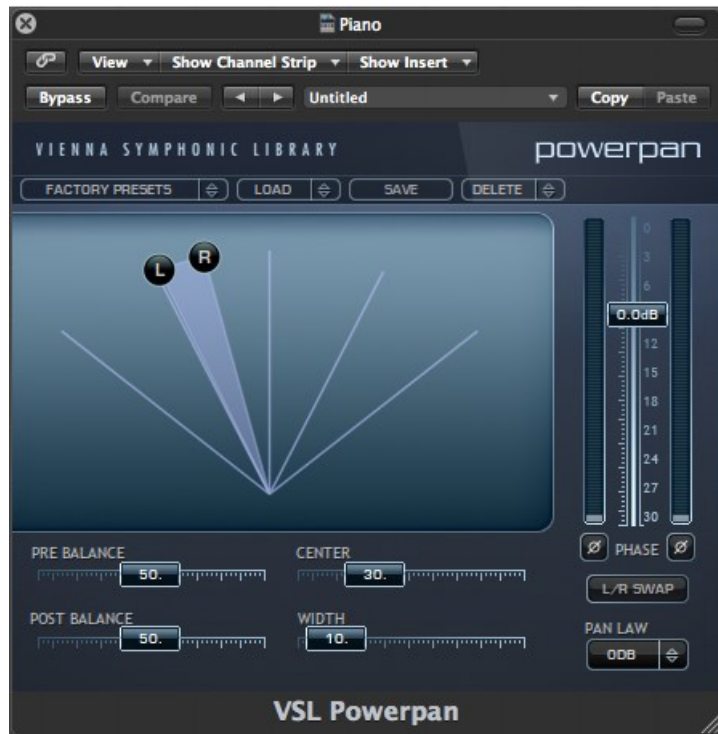 Piano
View Show Channel Strip Show Insert
Bypass Compare Untitled Copy Paste
VIENNA SYMPHONIC LIBRARY powerpan
FACTORY PRESETS LOAD SAVE DELETE
L R
0
3
6
0.0dB
12
15
18
21
24
27
30
Ø PHASE Ø
PRE BALANCE CENTER
50. 30.
L/R SWAP
POST BALANCE WIDTH
50. 10.
PAN LAW
0DB
VSL Powerpan